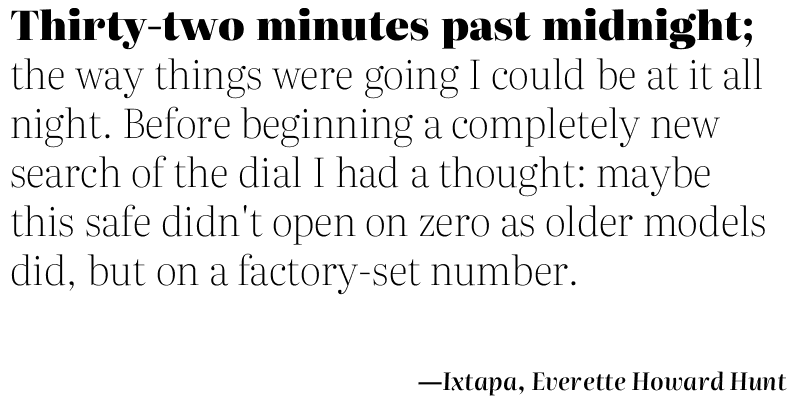 Thirty-two minutes past midnight;
the way things were going I could be at it all
night. Before beginning a completely new
search of the dial I had a thought: maybe
this safe didn't open on zero as older models
did, but on a factory-set number.
—Ixtapa, Everette Howard Hunt